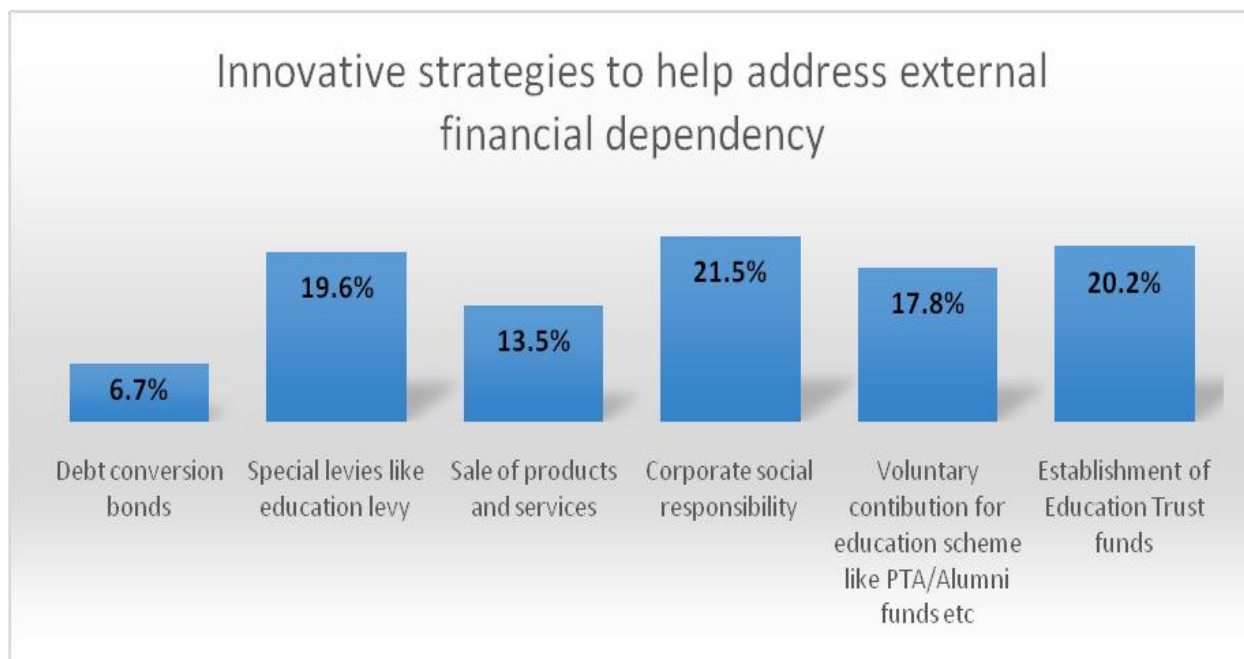 Innovative strategies to help address external
financial dependency
6.7%
19.6%
13.5%
21.5%
17.8%
20.2%
Debt conversion
bonds
Special levies like
education levy
Sale of products
and services
Corporate social
responsibility
Voluntary
contibution for
education scheme
like PTA/Alumni
funds etc
Establishment of
Education Trust
funds